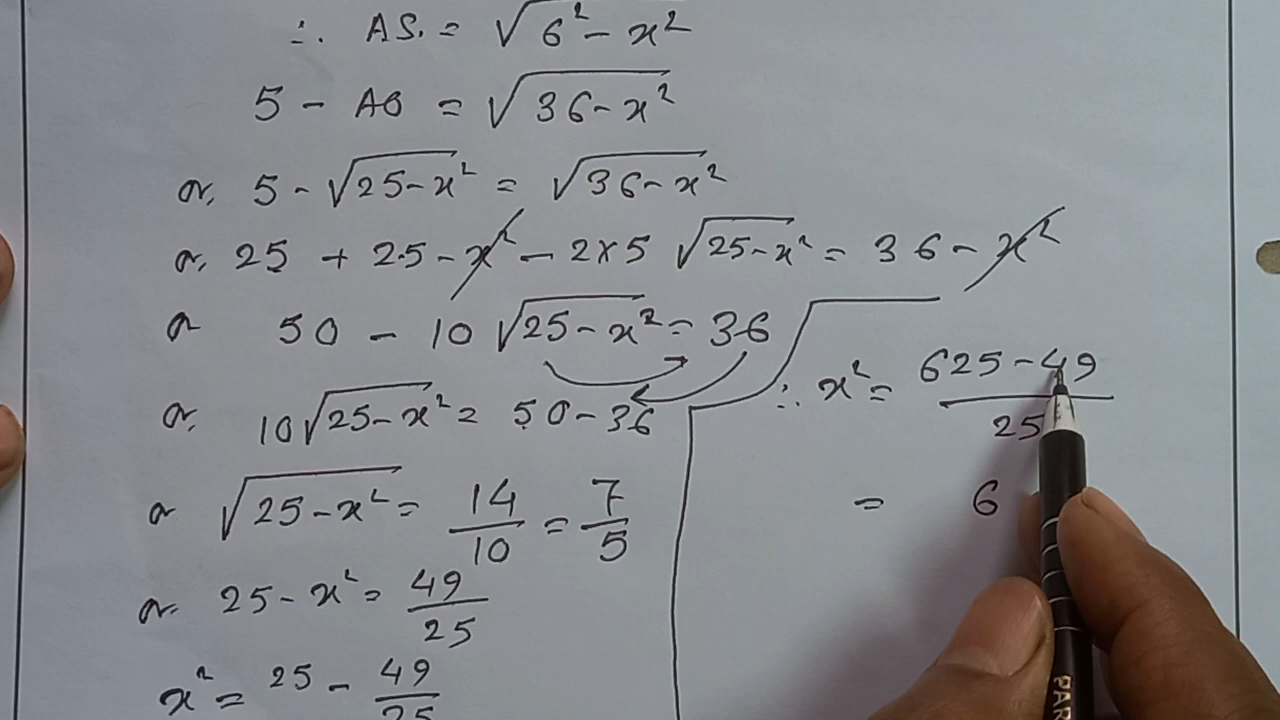 ∴ AS. = √6² − x²
5 − AO = √36 − x²
or, 5 − √25 − x² = √36 − x²
or, 25 + 25 − x² − 2×5 √25 − x² = 36 − x²
or 50 − 10 √25 − x² = 36
or, 10√25 − x² = 50 − 36
or √25 − x² = 14/10 = 7/5
or, 25 − x² = 49/25
x² = 25 − 49/25
∴ x² = 625 − 49/25
= 6
PAR